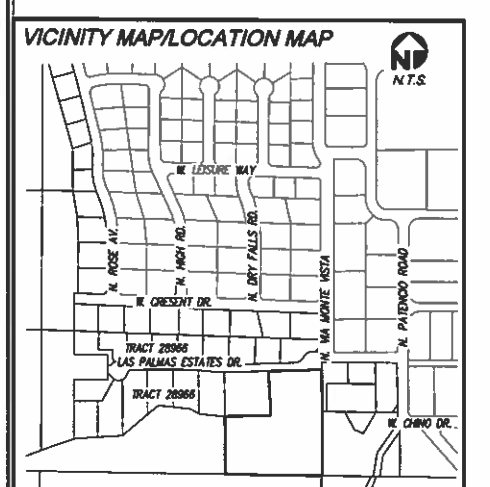 VICINITY MAP/LOCATION MAP
N
N.T.S.
W. LEISURE WAY
N. ROSE AV.
N. HIGH RD.
N. DRY FALLS RD.
N. VIA MONTE VISTA
N. PATENCIO ROAD
W. CRESENT DR.
TRACT 28966
LAS PALMAS ESTATES DR.
TRACT 28966
W. CHINO DR.